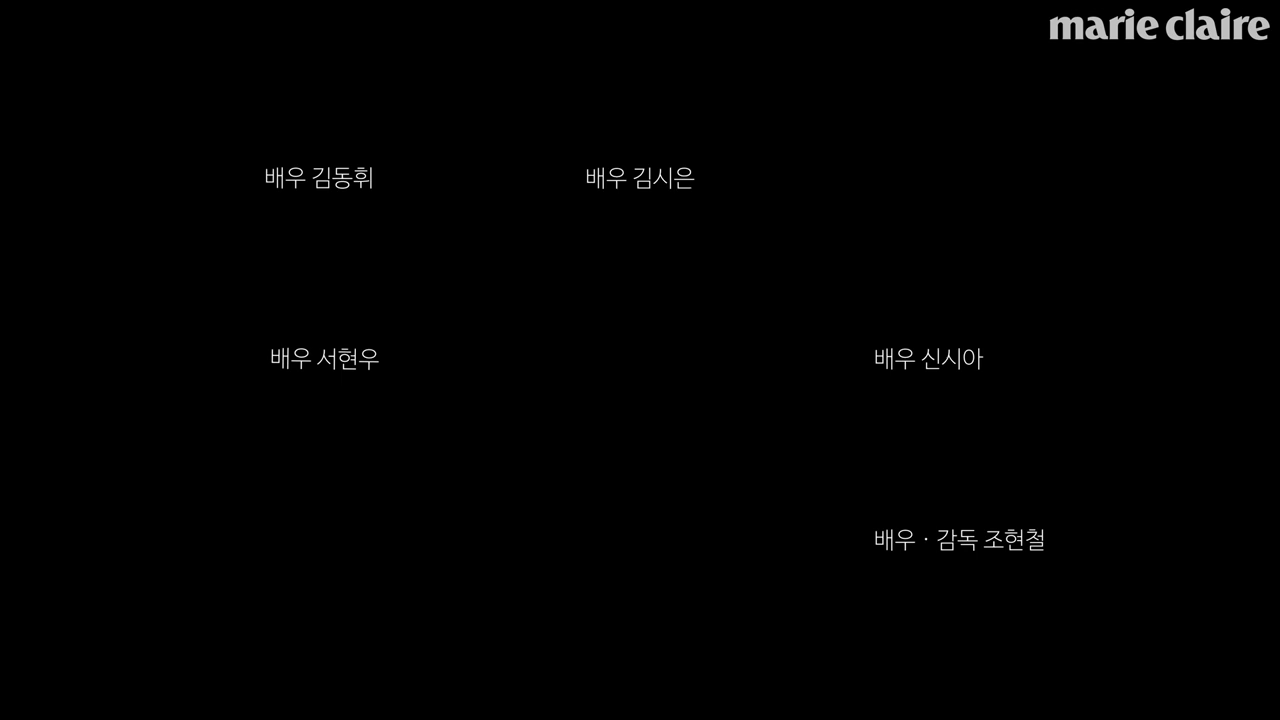 marie claire
배우 김동휘
배우 김시은
배우 서현우
배우 신시아
배우 · 감독 조현철